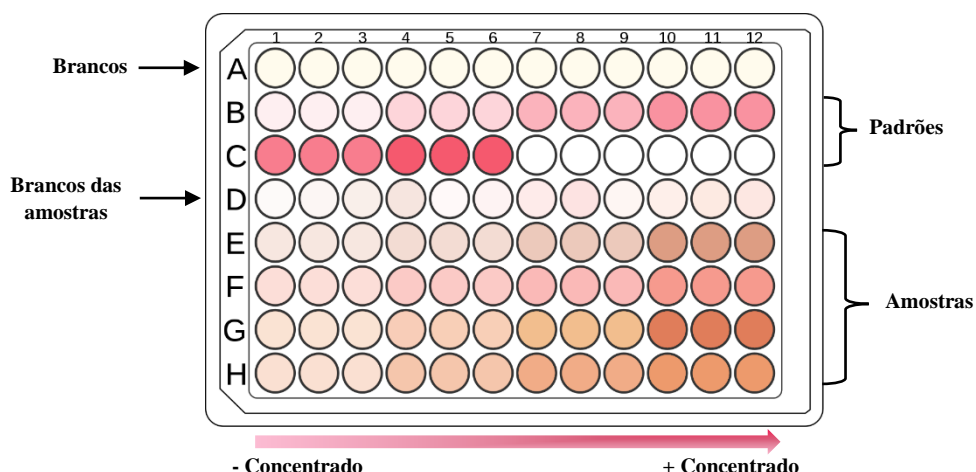 1 2 3 4 5 6 7 8 9 10 11 12
Brancos
A
B
Padrões
C
Brancos das
amostras
D
E
F
Amostras
G
H
- Concentrado
+ Concentrado